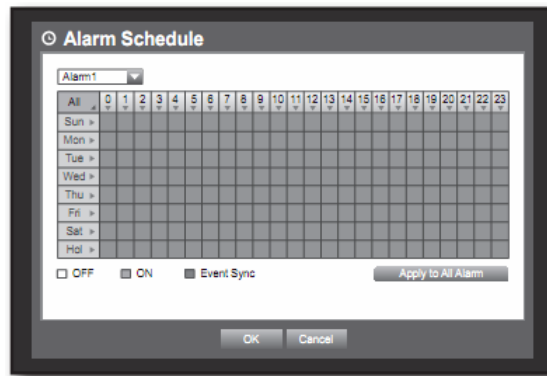 Alarm Schedule
Alarm1
All 0 1 2 3 4 5 6 7 8 9 10 11 12 13 14 15 16 17 18 19 20 21 22 23
Sun
Mon
Tue
Wed
Thu
Fri
Sat
Hol
OFF ON Event Sync Apply to All Alarm
OK Cancel